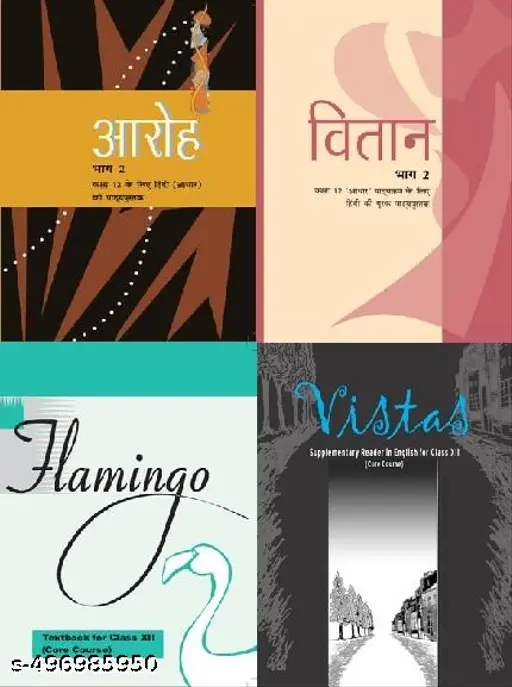 आरोह
भाग 2
कक्षा 12 के लिए हिंदी (आधार)
की पाठ्यपुस्तक
वितान
भाग 2
कक्षा 12 'आधार' पाठ्यक्रम के लिए
हिंदी की पूरक पाठ्यपुस्तक
Flamingo
Textbook for Class XII
(Core Course)
Vistas
Supplementary Reader in English for Class XII
(Core Course)
s-496985950